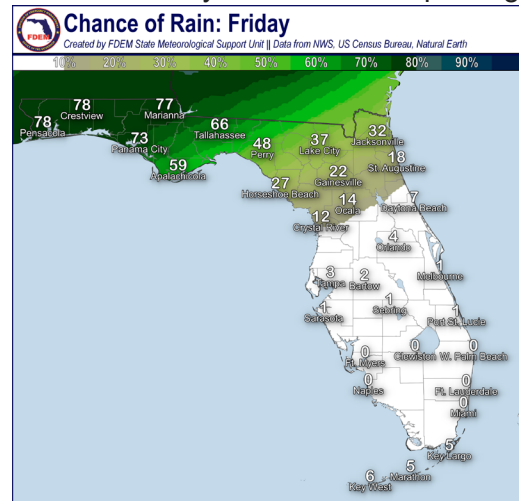 FDEM
Chance of Rain: Friday
Created by FDEM State Meteorological Support Unit || Data from NWS, US Census Bureau, Natural Earth
10% 20% 30% 40% 50% 60% 70% 80% 90%
78
Crestview
77
Marianna
78
Pensacola
73
Panama City
66
Tallahassee
59
Apalachicola
48
Perry
37
Lake City
32
Jacksonville
18
St. Augustine
22
Gainesville
27
Horseshoe Beach
14
Ocala
7
Daytona Beach
12
Crystal River
4
Orlando
1
Melbourne
3
Tampa
2
Bartow
1
Sebring
1
Sarasota
1
Port St. Lucie
0
Ft. Myers
0
Clewiston
0
W. Palm Beach
0
Naples
0
Ft. Lauderdale
0
Miami
5
Key Largo
5
Marathon
6
Key West